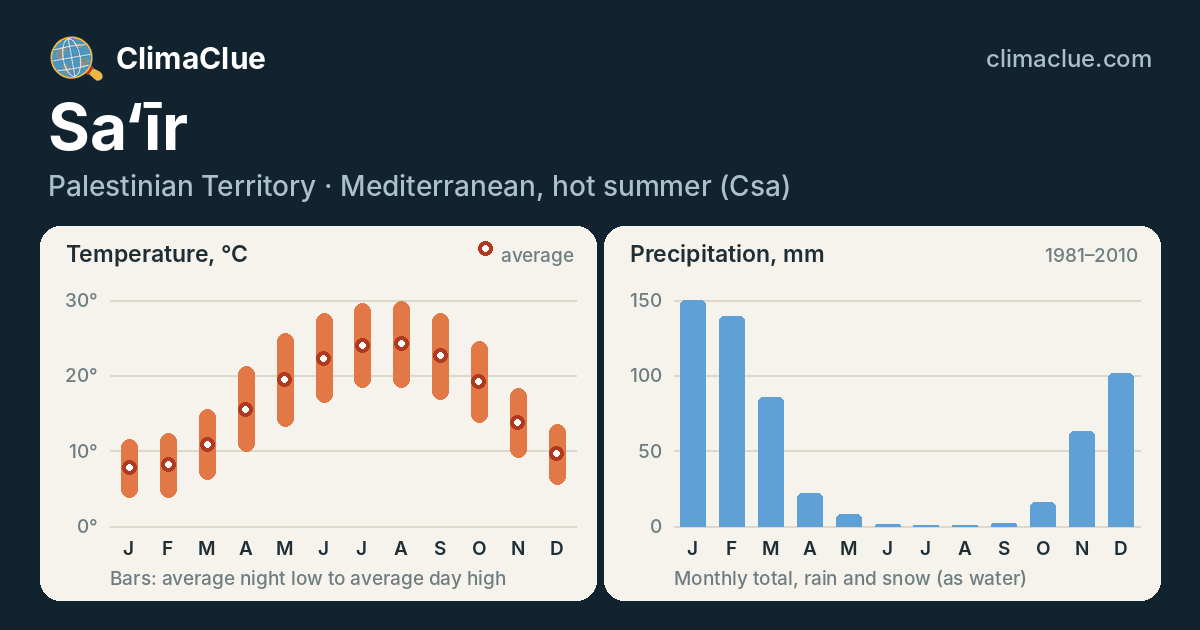 ClimaClue
climaclue.com
Sa‘īr
Palestinian Territory · Mediterranean, hot summer (Csa)
Temperature, °C
average
30°
20°
10°
0°
J F M A M J J A S O N D
Bars: average night low to average day high
Precipitation, mm
1981–2010
150
100
50
0
J F M A M J J A S O N D
Monthly total, rain and snow (as water)